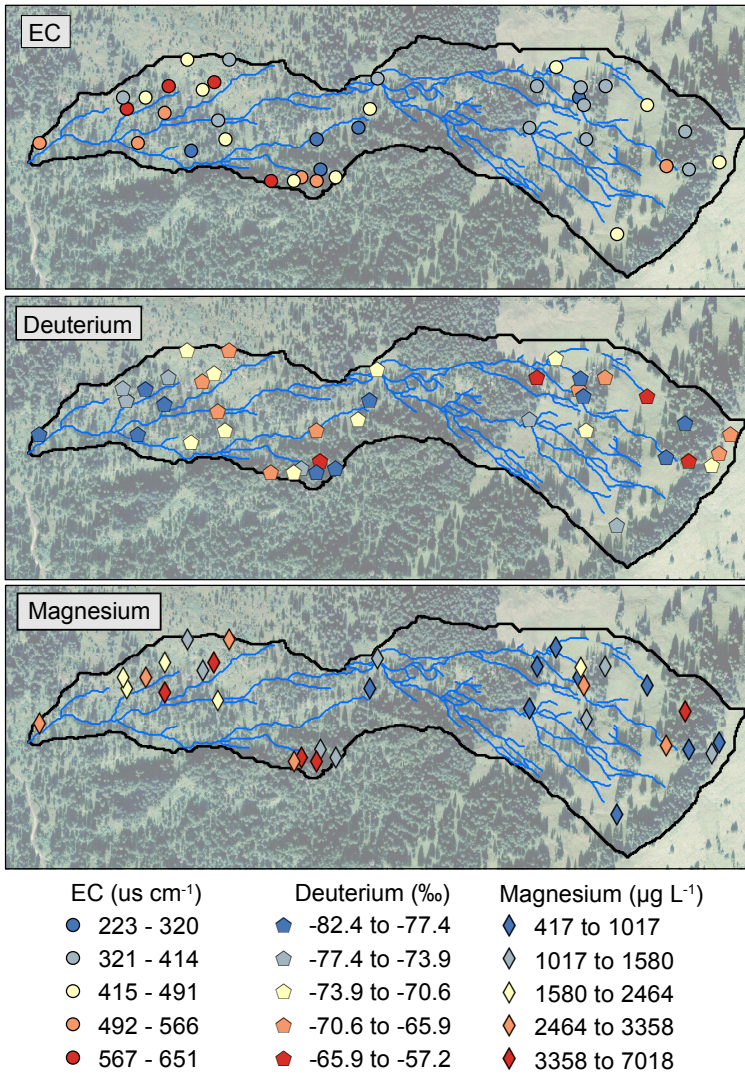 EC
Deuterium
Magnesium
EC (us cm⁻¹) Deuterium (‰) Magnesium (µg L⁻¹)
223 - 320 -82.4 to -77.4 417 to 1017
321 - 414 -77.4 to -73.9 1017 to 1580
415 - 491 -73.9 to -70.6 1580 to 2464
492 - 566 -70.6 to -65.9 2464 to 3358
567 - 651 -65.9 to -57.2 3358 to 7018